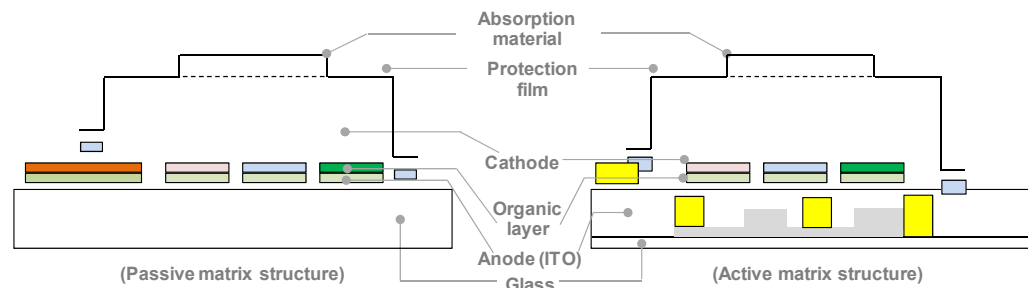 Absorption
material
Protection
film
Cathode
Organic
layer
Anode (ITO)
Glass
(Passive matrix structure)
(Active matrix structure)